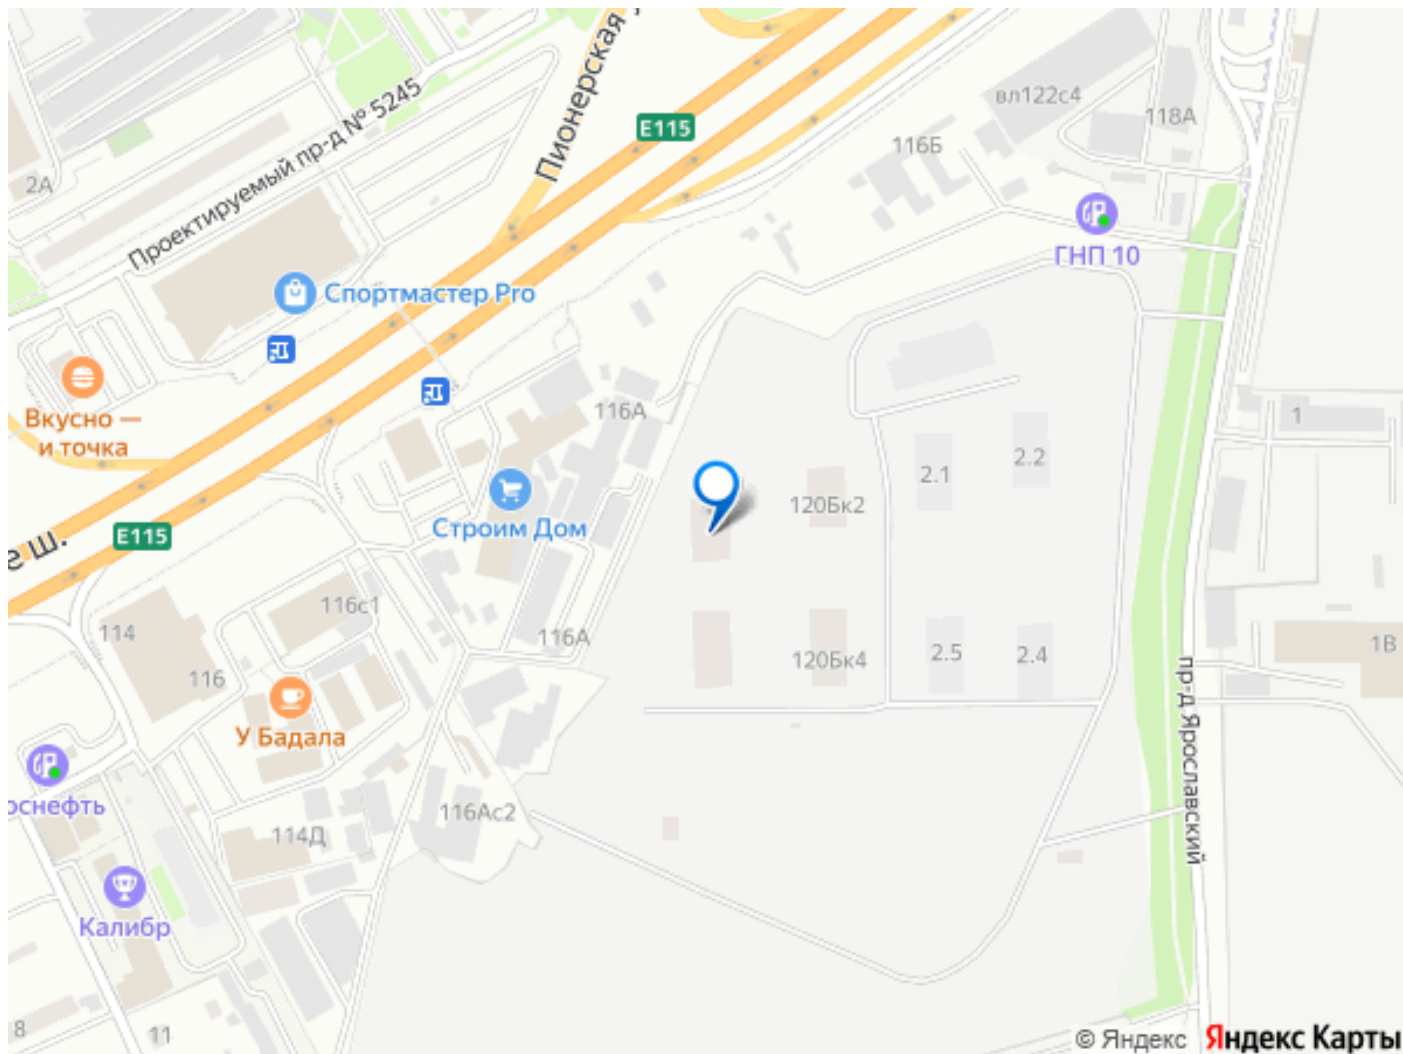 Пионерская
Проектируемый пр-д № 5245
2А
E115
вл122с4
118А
116Б
ГНП 10
Спортмастер Pro
Вкусно —
и точка
116А
1
2.2
2.1
120Бк2
Строим Дом
E115
е ш.
116с1
114
116А
116
120Бк4
2.5
2.4
1В
У Бадала
пр-д Ярославский
оснефть
116Ас2
114Д
Калибр
8
11
© Яндекс Яндекс Карты